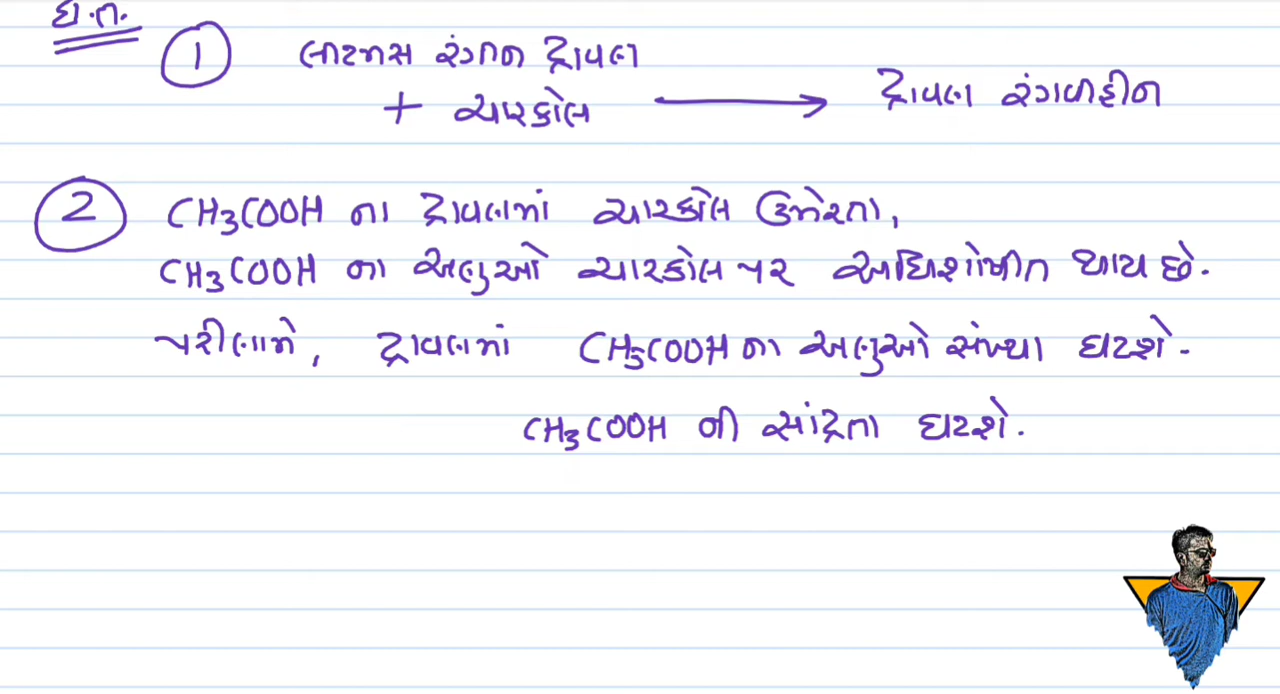 ઘ.ત.
1 લીટમસ રંગીન દ્રાવણ
+ ચારકોલ ⟶ દ્રાવણ રંગવિહીન
2 CH3COOH ના દ્રાવણમાં ચારકોલ ઉમેરતા,
CH3COOH ના અણુઓ ચારકોલ પર અધિશોષીત થાય છે.
પરીણામે, દ્રાવણમાં CH3COOH ના અણુઓ સંખ્યા ઘટશે.
CH3COOH ની સાંદ્રતા ઘટશે.